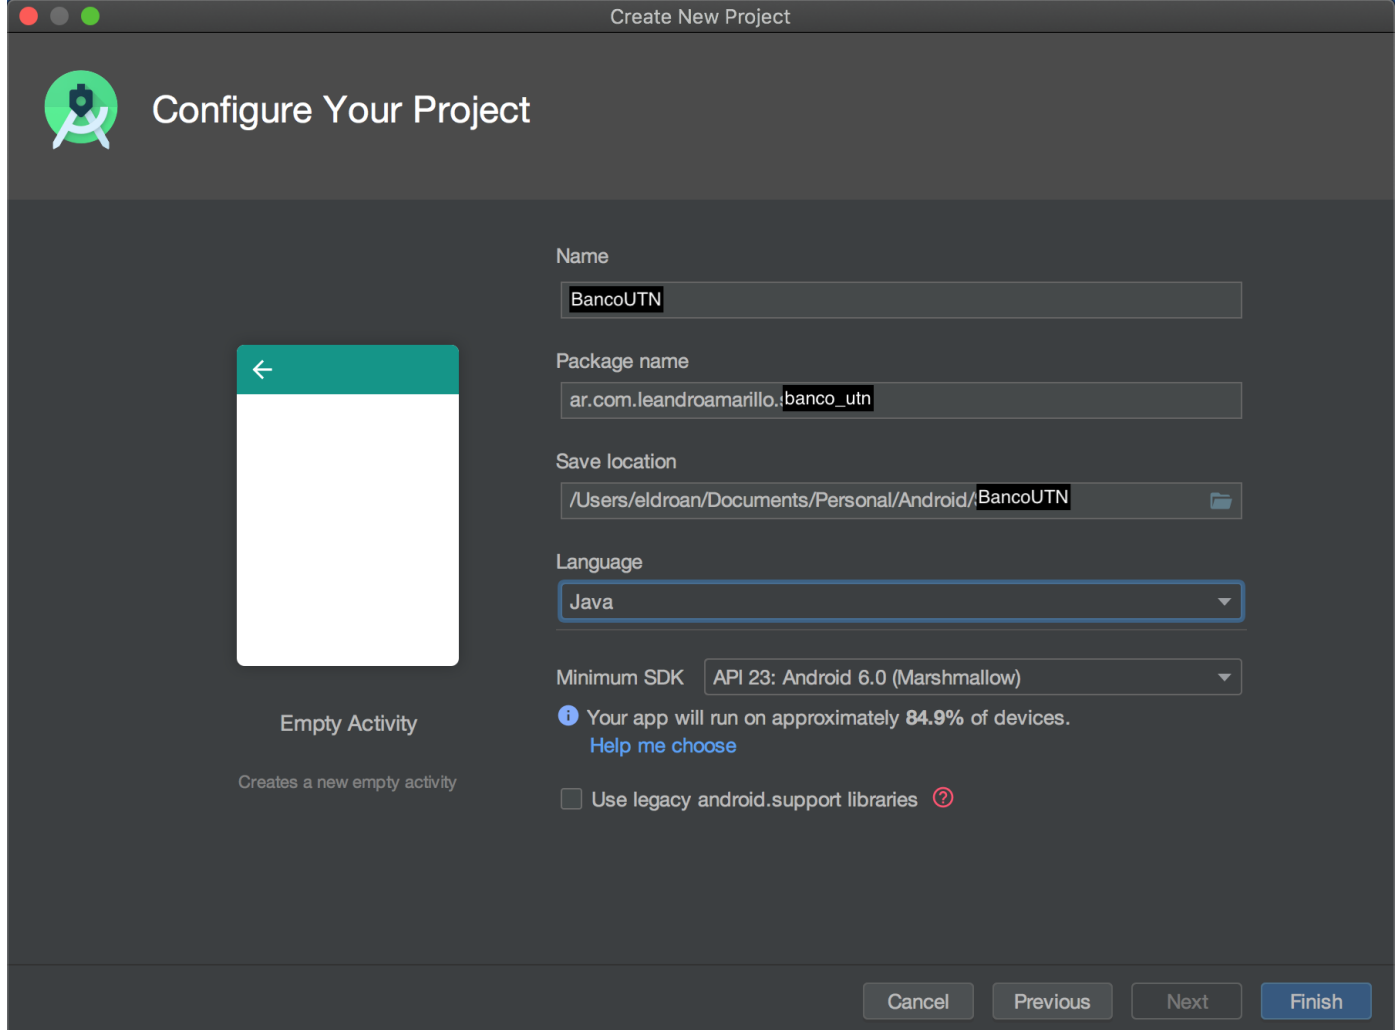 Create New Project
Configure Your Project
Name
BancoUTN
Package name
ar.com.leandroamarillo.banco_utn
Save location
/Users/eldroan/Documents/Personal/Android/BancoUTN
Language
Java
Minimum SDK API 23: Android 6.0 (Marshmallow)
i Your app will run on approximately 84.9% of devices.
Help me choose
Use legacy android.support libraries ?
Empty Activity
Creates a new empty activity
Cancel Previous Next Finish